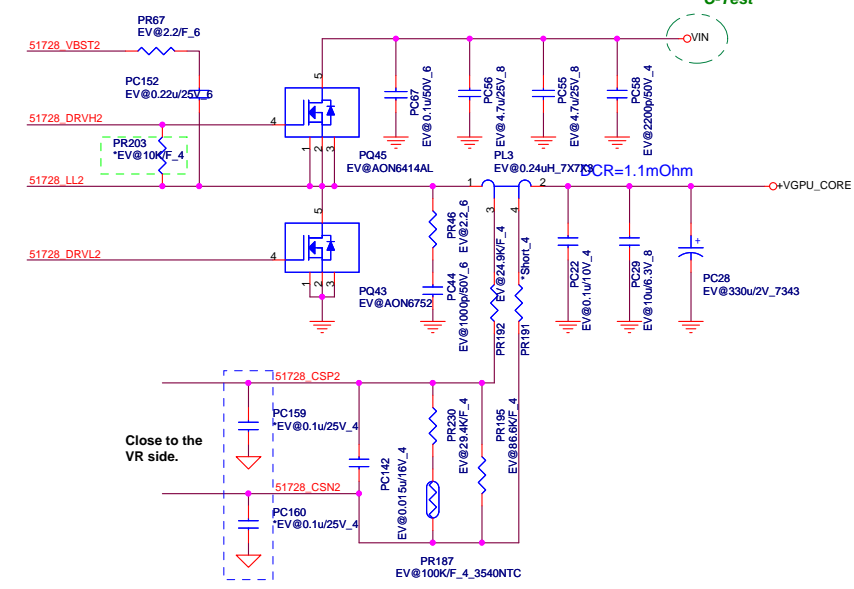 U-Test
PR67
EV@2.2/F_6
51728_VBST2
VIN
PC152
EV@0.22u/25V_6
5
PC67
EV@0.1u/50V_6
PC56
EV@4.7u/25V_8
PC55
EV@4.7u/25V_8
PC58
EV@2200p/50V_4
51728_DRVH2
4
PR203
*EV@10K/F_4
1
2
3
PQ45
EV@AON6414AL
PL3
EV@0.24uH_7X7X3
DCR=1.1mOhm
51728_LL2
1
2
+VGPU_CORE
5
3
4
PR46
EV@2.2_6
EV@24.9K/F_4
*Short_4
51728_DRVL2
4
1
2
3
PQ43
EV@AON6752
PC44
EV@1000p/50V_6
PR192
PR191
PC22
EV@0.1u/10V_4
PC29
EV@10u/6.3V_8
+
PC28
EV@330u/2V_7343
51728_CSP2
PC159
*EV@0.1u/25V_4
Close to the
VR side.
PC142
EV@0.015u/16V_4
PR230
EV@29.4K/F_4
PR195
EV@86.6K/F_4
51728_CSN2
PC160
*EV@0.1u/25V_4
PR187
EV@100K/F_4_3540NTC